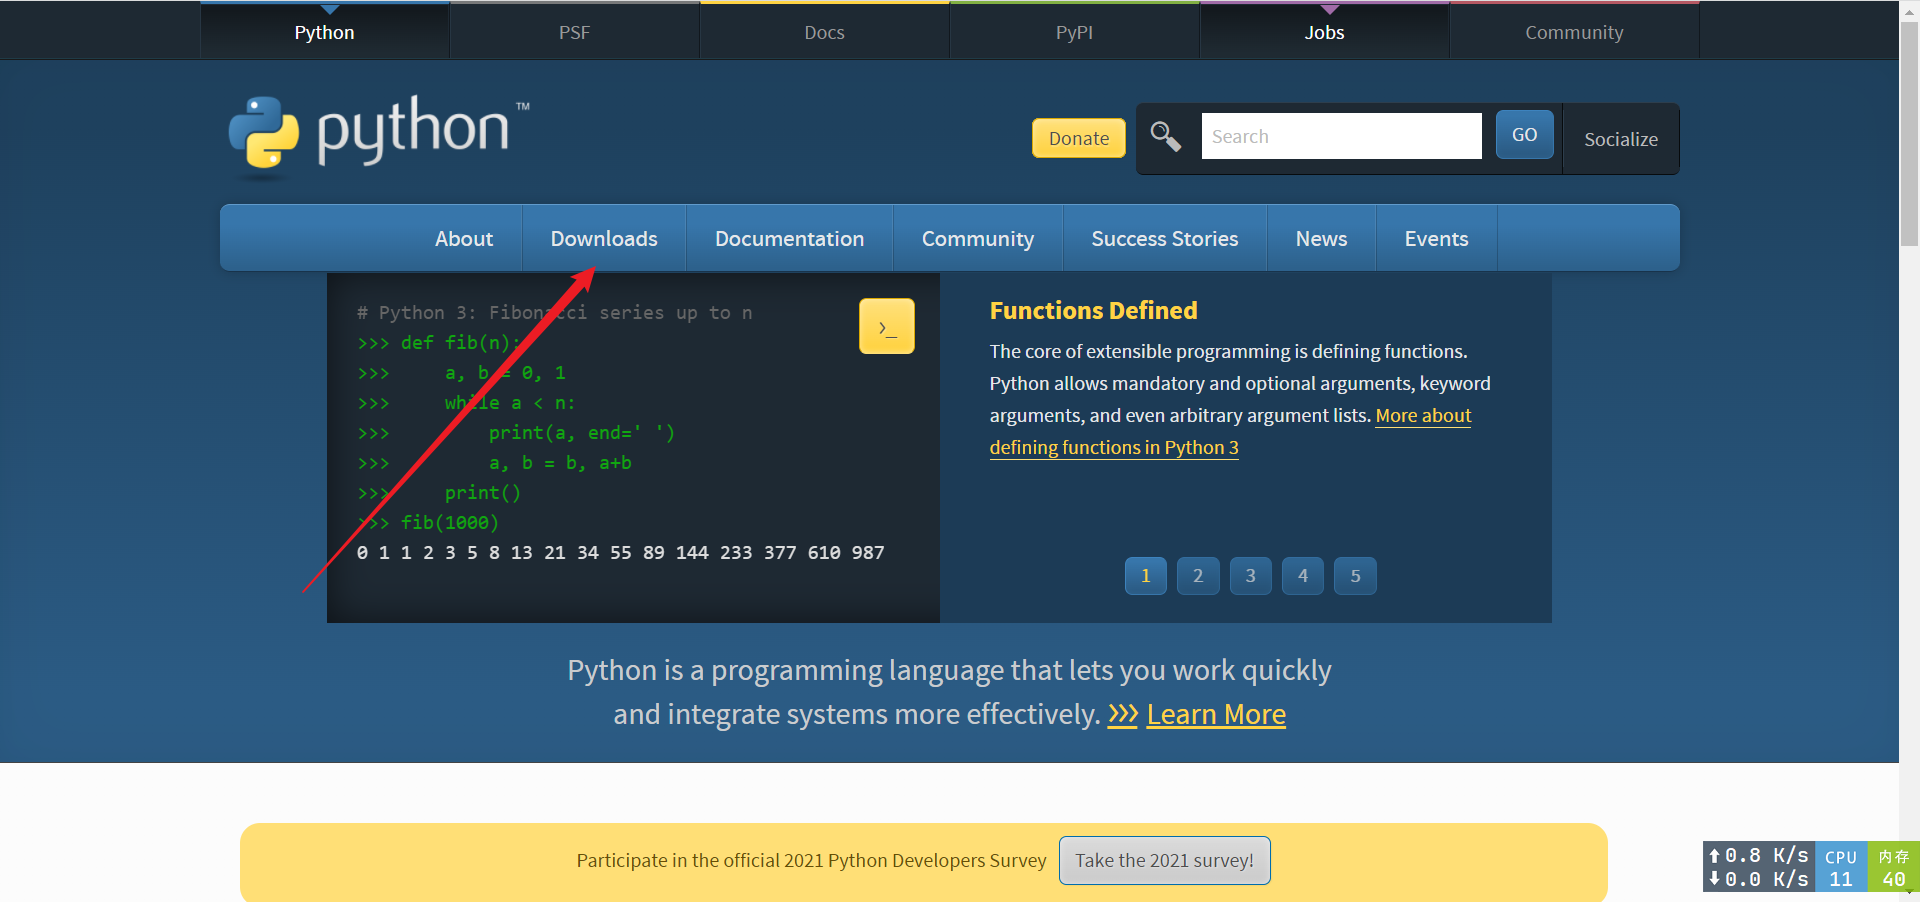 Python PSF Docs PyPI Jobs Community
python™
Donate Search GO Socialize
About Downloads Documentation Community Success Stories News Events
# Python 3: Fibonacci series up to n
>>> def fib(n):
>>>     a, b = 0, 1
>>>     while a < n:
>>>         print(a, end=' ')
>>>         a, b = b, a+b
>>>     print()
>>> fib(1000)
0 1 1 2 3 5 8 13 21 34 55 89 144 233 377 610 987
>_
Functions Defined
The core of extensible programming is defining functions.
Python allows mandatory and optional arguments, keyword
arguments, and even arbitrary argument lists. More about
defining functions in Python 3
1 2 3 4 5
Python is a programming language that lets you work quickly
and integrate systems more effectively. >>> Learn More
Participate in the official 2021 Python Developers Survey Take the 2021 survey!
↑0.8 K/s CPU 内存
↓0.0 K/s 11 40